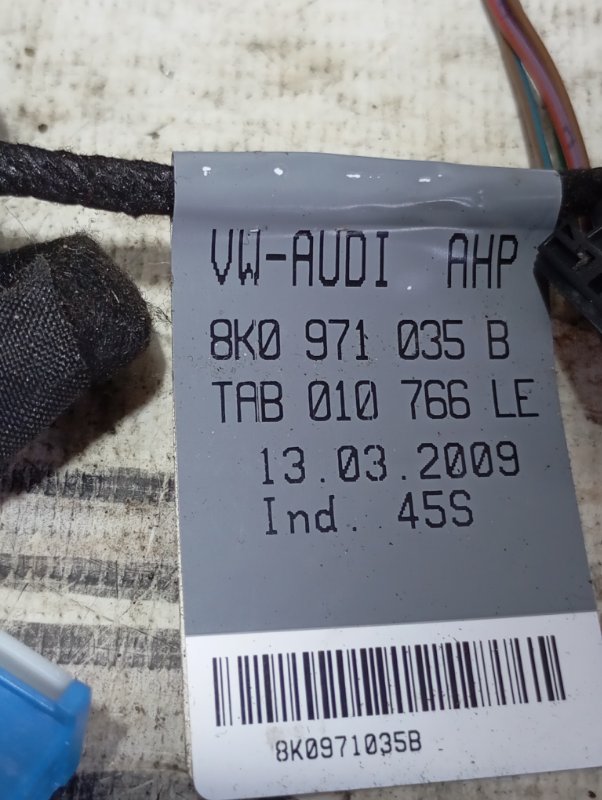 VW-AUDI AHP
8K0 971 035 B
TAB 010 766 LE
13.03.2009
Ind. 45S
8K0971035B